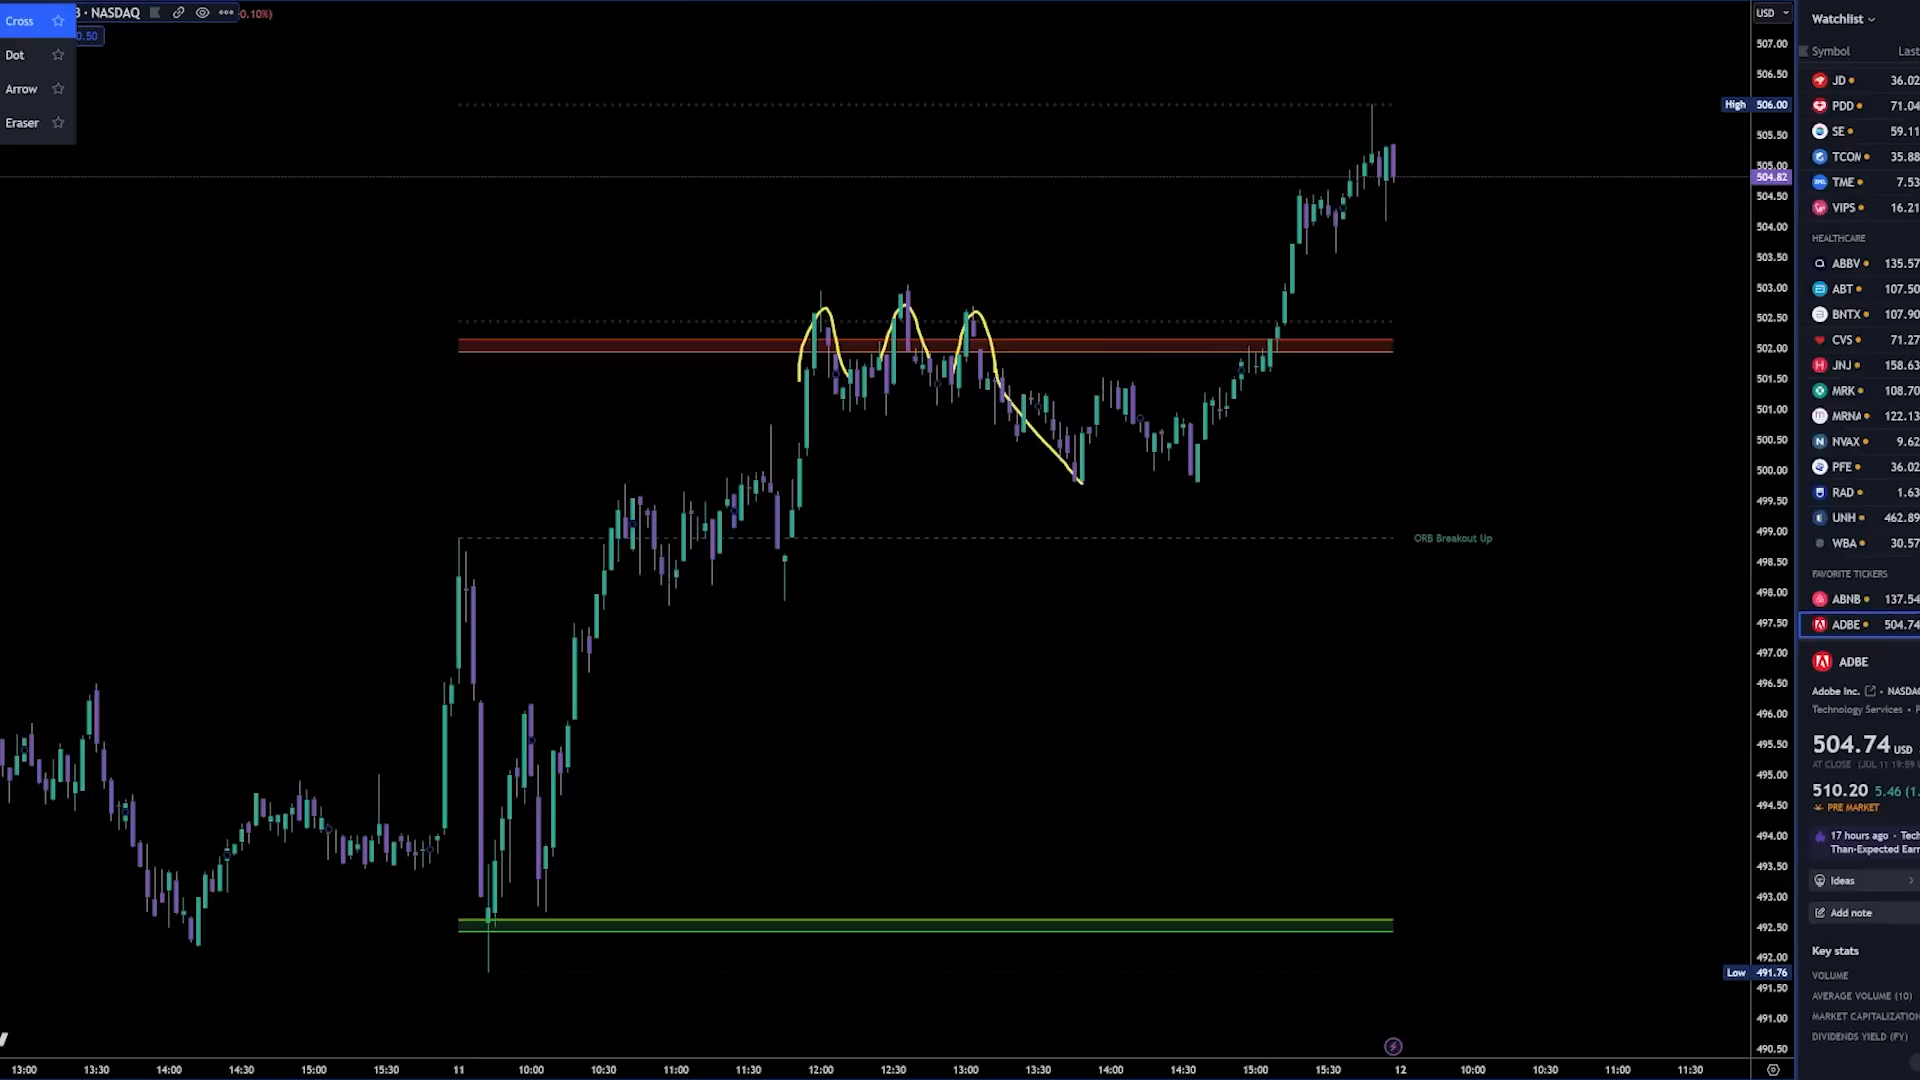 Cross
Dot
Arrow
Eraser
3 · NASDAQ
0.10%)
0.50
USD
507.00
506.50
High 506.00
505.50
505.00
504.82
504.50
504.00
503.50
503.00
502.50
502.00
501.50
501.00
500.50
500.00
499.50
499.00
498.50
498.00
497.50
497.00
496.50
496.00
495.50
495.00
494.50
494.00
493.50
493.00
492.50
492.00
Low 491.76
491.50
491.00
490.50
ORB Breakout Up
13:00 13:30 14:00 14:30 15:00 15:30 11 10:00 10:30 11:00 11:30 12:00 12:30 13:00 13:30 14:00 14:30 15:00 15:30 12 10:00 10:30 11:00 11:30
Watchlist
Symbol Last
JD 36.02
PDD 71.04
SE 59.11
TCOM 35.88
TME 7.53
VIPS 16.21
HEALTHCARE
ABBV 135.57
ABT 107.50
BNTX 107.90
CVS 71.27
JNJ 158.63
MRK 108.70
MRNA 122.13
NVAX 9.62
PFE 36.02
RAD 1.63
UNH 462.89
WBA 30.57
FAVORITE TICKERS
ABNB 137.54
ADBE 504.74
ADBE
Adobe Inc. · NASDAQ
Technology Services • P
504.74 USD
AT CLOSE (JUL 11 19:59 U
510.20 5.46 (1.
PRE MARKET
17 hours ago · Tech
Than-Expected Earn
Ideas
Add note
Key stats
VOLUME
AVERAGE VOLUME (10)
MARKET CAPITALIZATION
DIVIDENDS YIELD (FY)